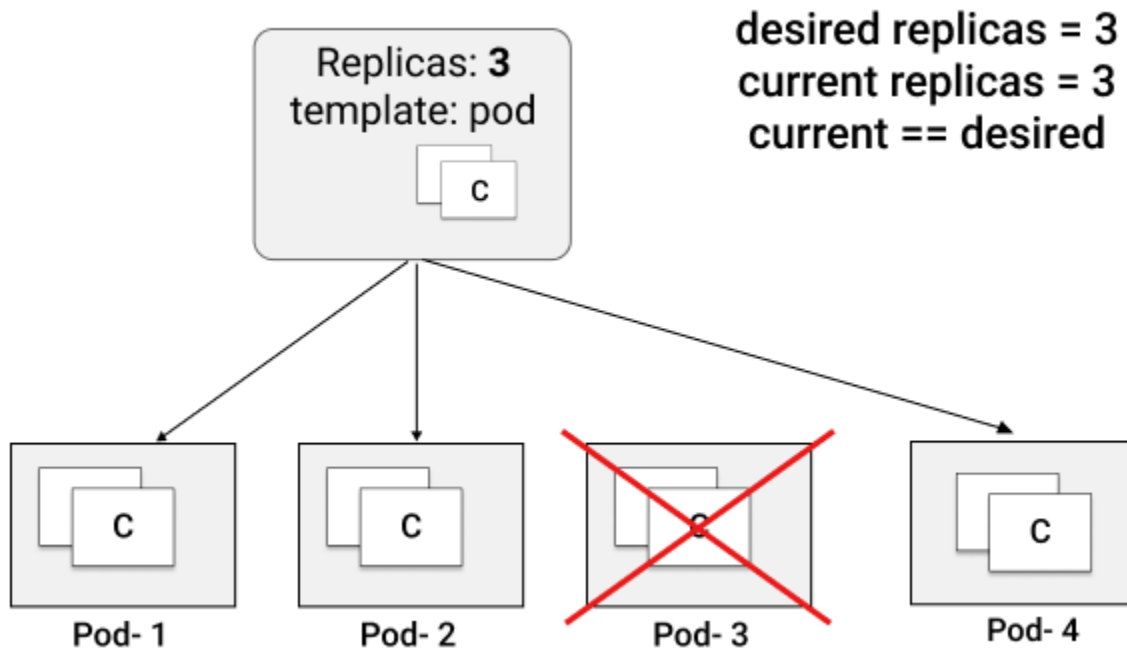 desired replicas = 3
current replicas = 3
current == desired
Replicas: 3
template: pod
C
C
C
C
C
Pod- 1
Pod- 2
Pod- 3
Pod- 4